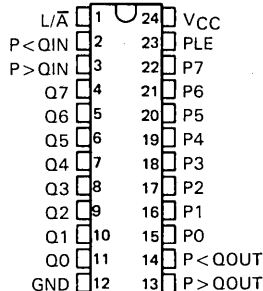 L/A̅ 1 24 VCC
P<QIN 2 23 PLE
P>QIN 3 22 P7
Q7 4 21 P6
Q6 5 20 P5
Q5 6 19 P4
Q4 7 18 P3
Q3 8 17 P2
Q2 9 16 P1
Q1 10 15 P0
Q0 11 14 P<QOUT
GND 12 13 P>QOUT